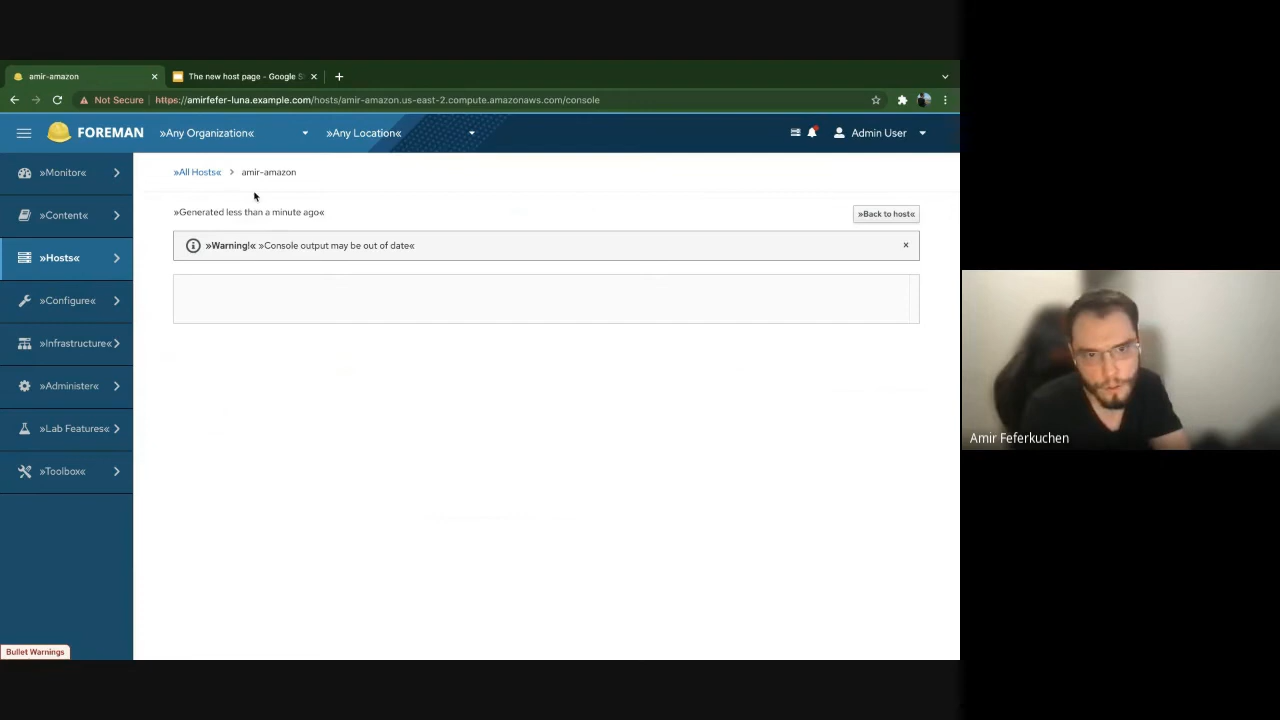 amir-amazon
The new host page - Google S
Not Secure https://amirfefer-luna.example.com/hosts/amir-amazon.us-east-2.compute.amazonaws.com/console
FOREMAN »Any Organization« »Any Location« Admin User
»Monitor«
»Content«
»Hosts«
»Configure«
»Infrastructure«
»Administer«
»Lab Features«
»Toolbox«
»All Hosts« > amir-amazon
»Generated less than a minute ago« »Back to host«
»Warning!« »Console output may be out of date« ×
Bullet Warnings
Amir Feferkuchen